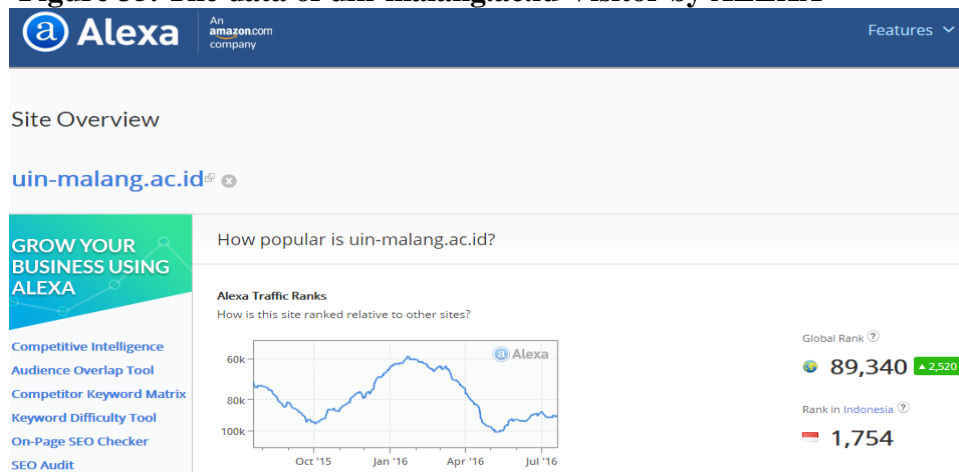 a Alexa
An
amazon.com
company
Features
Site Overview
uin-malang.ac.id
GROW YOUR
BUSINESS USING
ALEXA
Competitive Intelligence
Audience Overlap Tool
Competitor Keyword Matrix
Keyword Difficulty Tool
On-Page SEO Checker
SEO Audit
How popular is uin-malang.ac.id?
Alexa Traffic Ranks
How is this site ranked relative to other sites?
a Alexa
60k
80k
100k
Oct '15 Jan '16 Apr '16 Jul '16
Global Rank ?
89,340 2,520
Rank in Indonesia ?
1,754